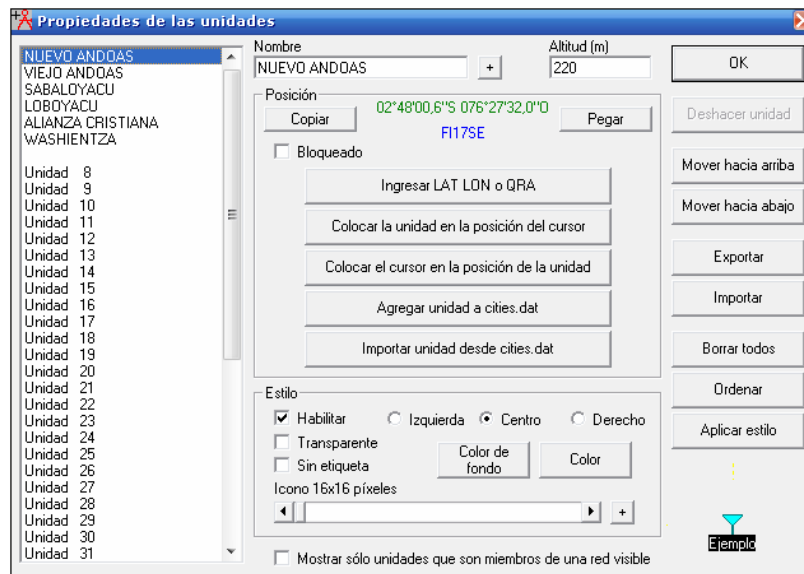 Propiedades de las unidades
NUEVO ANDOAS
VIEJO ANDOAS
SABALOYACU
LOBOYACU
ALIANZA CRISTIANA
WASHIENTZA
Unidad 8
Unidad 9
Unidad 10
Unidad 11
Unidad 12
Unidad 13
Unidad 14
Unidad 15
Unidad 16
Unidad 17
Unidad 18
Unidad 19
Unidad 20
Unidad 21
Unidad 22
Unidad 23
Unidad 24
Unidad 25
Unidad 26
Unidad 27
Unidad 28
Unidad 29
Unidad 30
Unidad 31
Nombre
NUEVO ANDOAS
+
Altitud (m)
220
Posición
Copiar
02°48'00,6"S 076°27'32,0"O
FI17SE
Pegar
Bloqueado
Ingresar LAT LON o QRA
Colocar la unidad en la posición del cursor
Colocar el cursor en la posición de la unidad
Agregar unidad a cities.dat
Importar unidad desde cities.dat
Estilo
Habilitar
Izquierda
Centro
Derecho
Transparente
Sin etiqueta
Color de fondo
Color
Icono 16x16 píxeles
+
Mostrar sólo unidades que son miembros de una red visible
OK
Deshacer unidad
Mover hacia arriba
Mover hacia abajo
Exportar
Importar
Borrar todos
Ordenar
Aplicar estilo
Ejemplo